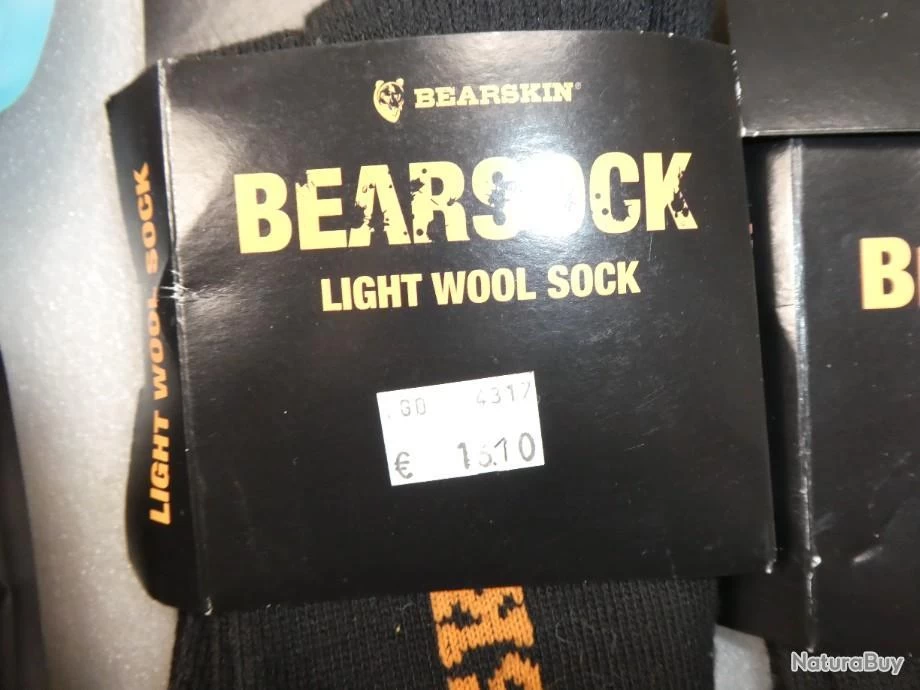 BEARSKIN®
BEARSOCK
LIGHT WOOL SOCK
LIGHT WOOL SOCK
GD 4317
€
B
NaturaBuy